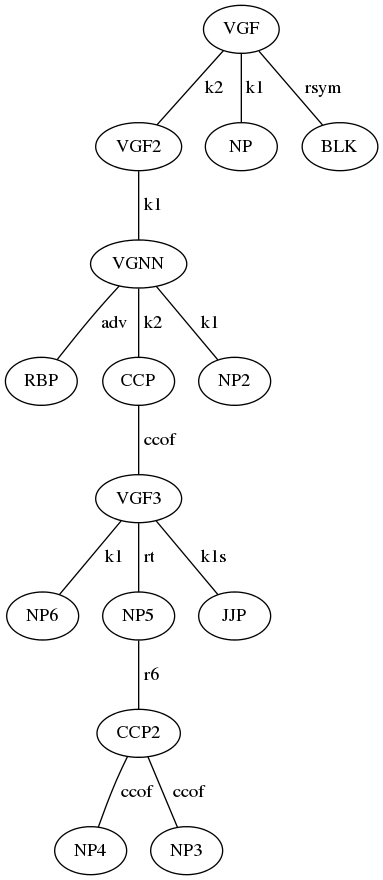 VGF
k2 k1 rsym
VGF2 NP BLK
k1
VGNN
adv k2 k1
RBP CCP NP2
ccof
VGF3
k1 rt k1s
NP6 NP5 JJP
r6
CCP2
ccof ccof
NP4 NP3